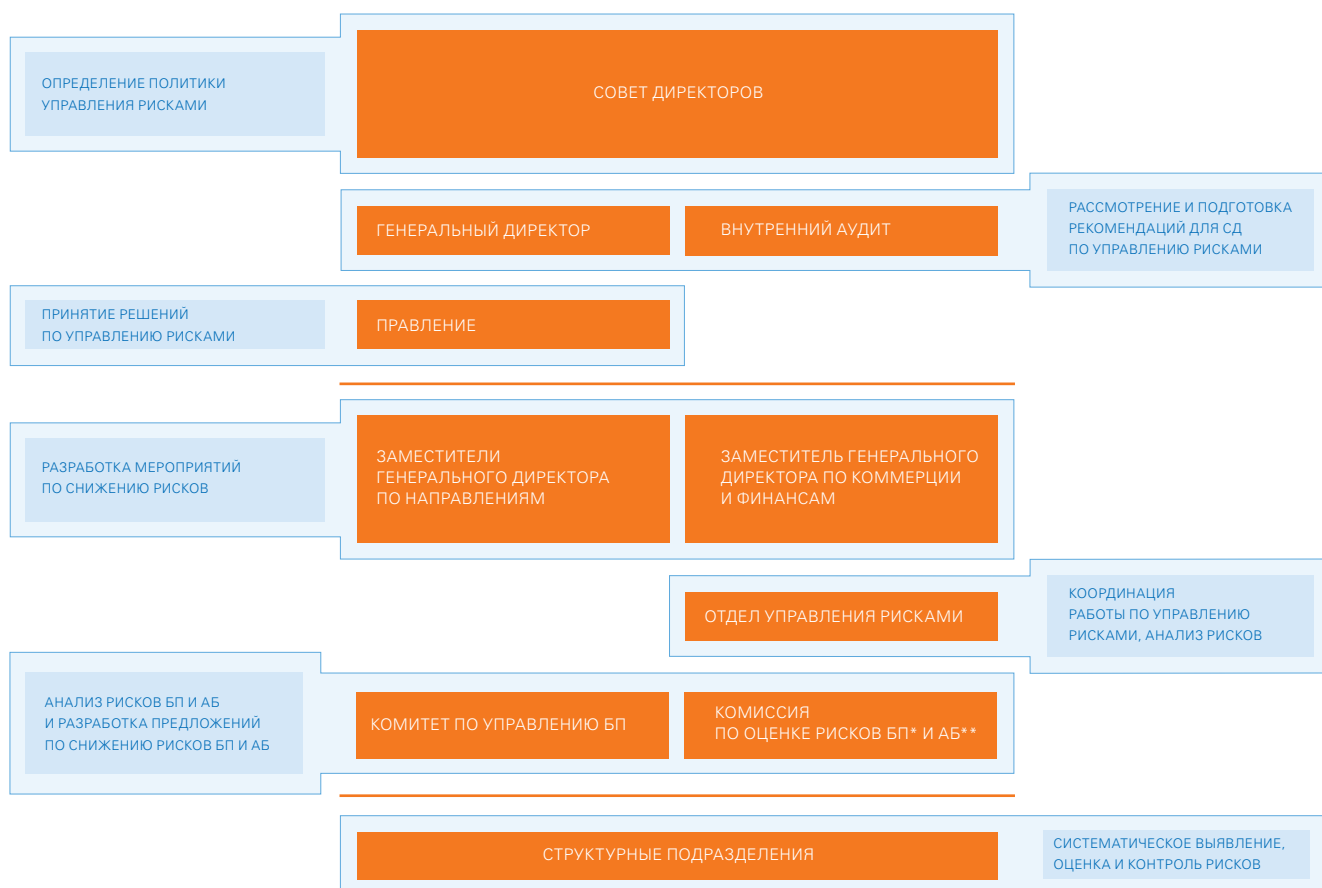 ОПРЕДЕЛЕНИЕ ПОЛИТИКИ
УПРАВЛЕНИЯ РИСКАМИ
СОВЕТ ДИРЕКТОРОВ
ГЕНЕРАЛЬНЫЙ ДИРЕКТОР
ВНУТРЕННИЙ АУДИТ
РАССМОТРЕНИЕ И ПОДГОТОВКА
РЕКОМЕНДАЦИЙ ДЛЯ СД
ПО УПРАВЛЕНИЮ РИСКАМИ
ПРИНЯТИЕ РЕШЕНИЙ
ПО УПРАВЛЕНИЮ РИСКАМИ
ПРАВЛЕНИЕ
РАЗРАБОТКА МЕРОПРИЯТИЙ
ПО СНИЖЕНИЮ РИСКОВ
ЗАМЕСТИТЕЛИ
ГЕНЕРАЛЬНОГО ДИРЕКТОРА
ПО НАПРАВЛЕНИЯМ
ЗАМЕСТИТЕЛЬ ГЕНЕРАЛЬНОГО
ДИРЕКТОРА ПО КОММЕРЦИИ
И ФИНАНСАМ
ОТДЕЛ УПРАВЛЕНИЯ РИСКАМИ
КООРДИНАЦИЯ
РАБОТЫ ПО УПРАВЛЕНИЮ
РИСКАМИ, АНАЛИЗ РИСКОВ
АНАЛИЗ РИСКОВ БП И АБ
И РАЗРАБОТКА ПРЕДЛОЖЕНИЙ
ПО СНИЖЕНИЮ РИСКОВ БП И АБ
КОМИТЕТ ПО УПРАВЛЕНИЮ БП
КОМИССИЯ
ПО ОЦЕНКЕ РИСКОВ БП* И АБ**
СТРУКТУРНЫЕ ПОДРАЗДЕЛЕНИЯ
СИСТЕМАТИЧЕСКОЕ ВЫЯВЛЕНИЕ,
ОЦЕНКА И КОНТРОЛЬ РИСКОВ